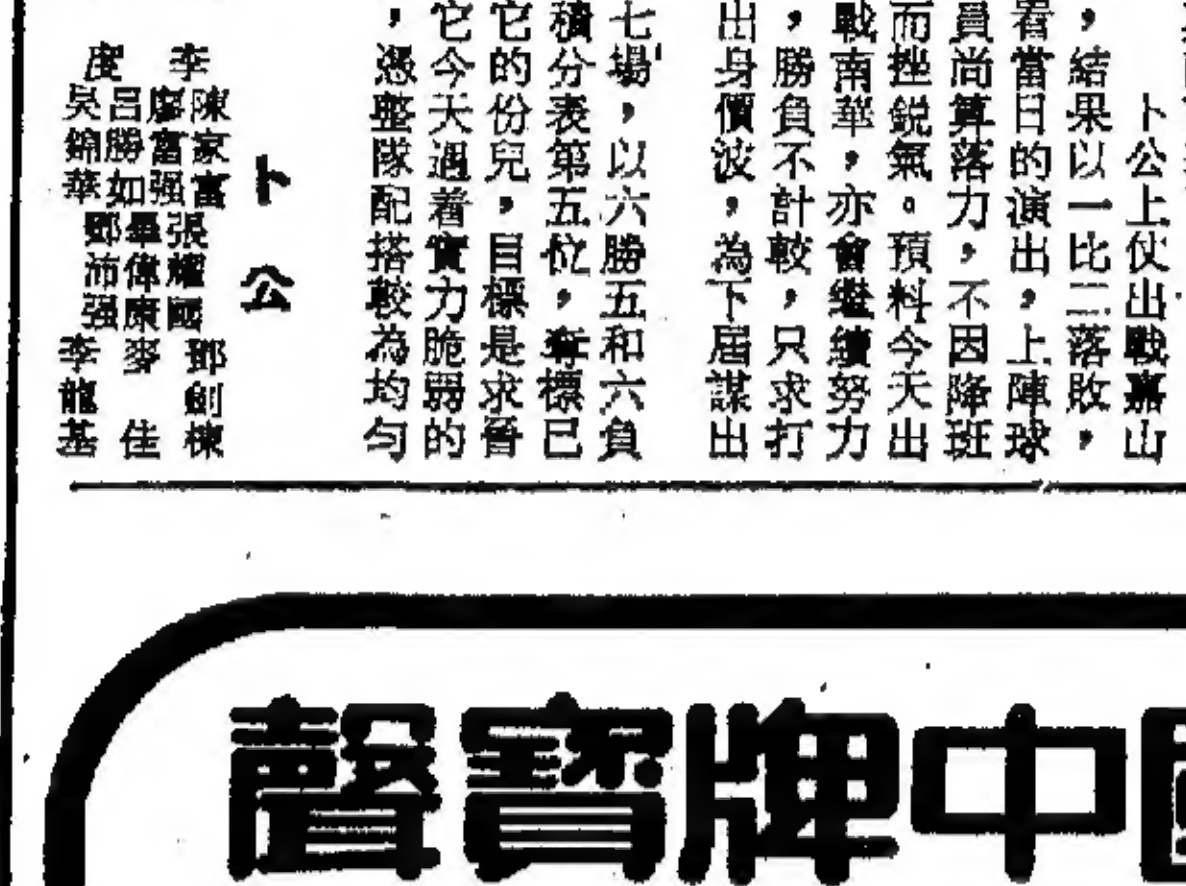 卜公上仗出戰嘉山
，結果以一比二落敗，
看當日的演出，上陣球
員尚算落力，不因降班
而挫銳氣。預料今天出
戰南華，亦會繼續努力
，勝負不計較，只求打
出身價波，為下屆謀出
七場，以六勝五和六負
積分表第五位，奪標已
它的份兒，目標是求晉
它今天遇着實力脆弱的
，憑整隊配搭較為均勻
卜公
李度
陳家富
廖富强
呂勝如
吳錦華
張耀國
畢偉康
鄧沛强
鄧劍棟
麥佳
李龍基
聲寶牌中